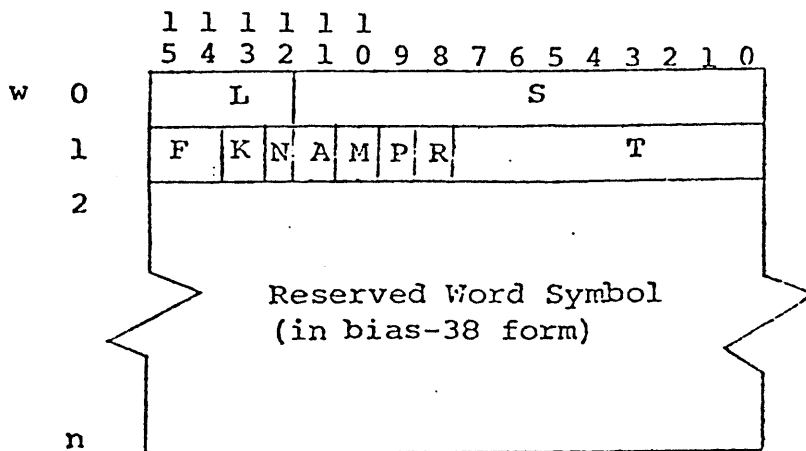 1 1 1 1 1 1
5 4 3 2 1 0 9 8 7 6 5 4 3 2 1 0
w 0 L S
1 F K N A M P R T
2
Reserved Word Symbol
(in bias-38 form)
n